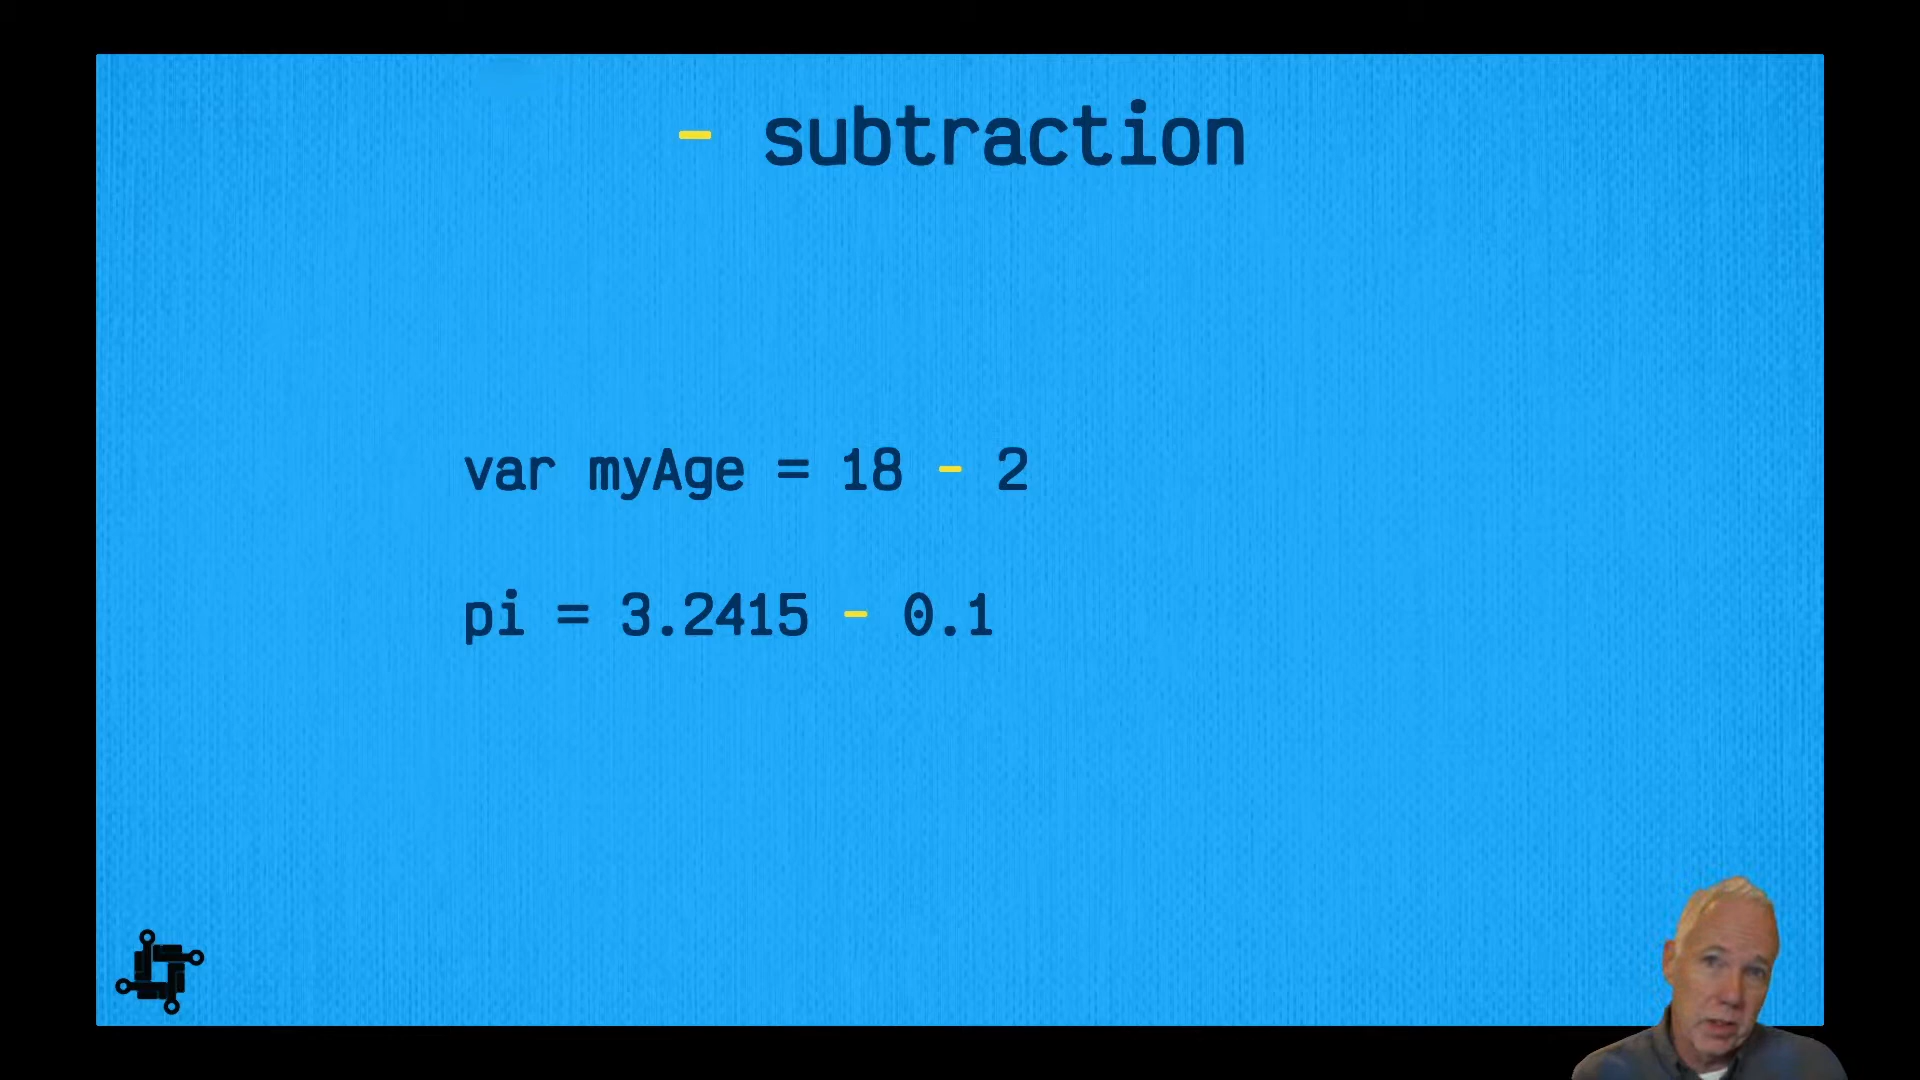 - subtraction
var myAge = 18 - 2
pi = 3.2415 - 0.1